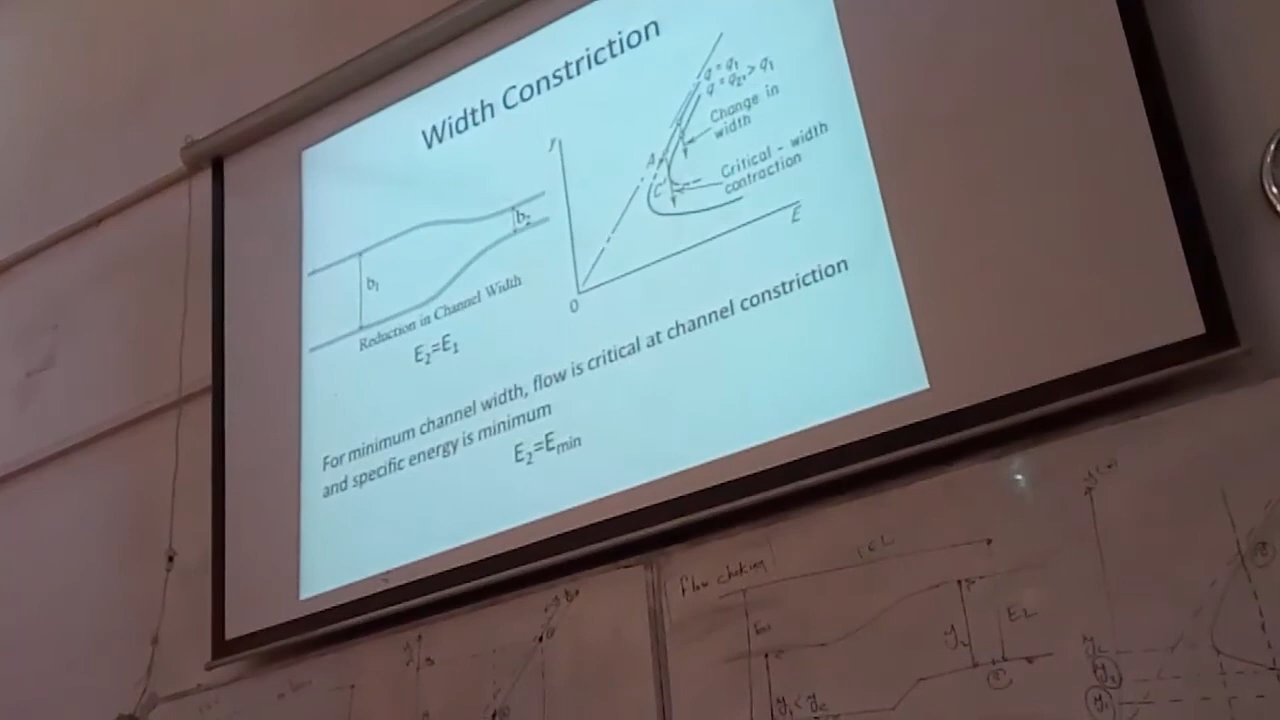 Width Constriction
b₁
b₂
Reduction in Channel Width
E₂=E₁
y
q = q₁
q = q₂, > q₁
Change in
width
A
C
Critical - width
contraction
E
0
For minimum channel width, flow is critical at channel constriction
and specific energy is minimum
E₂=Eₘᵢₙ
Flow choking
y₁ < y꜀
E₂